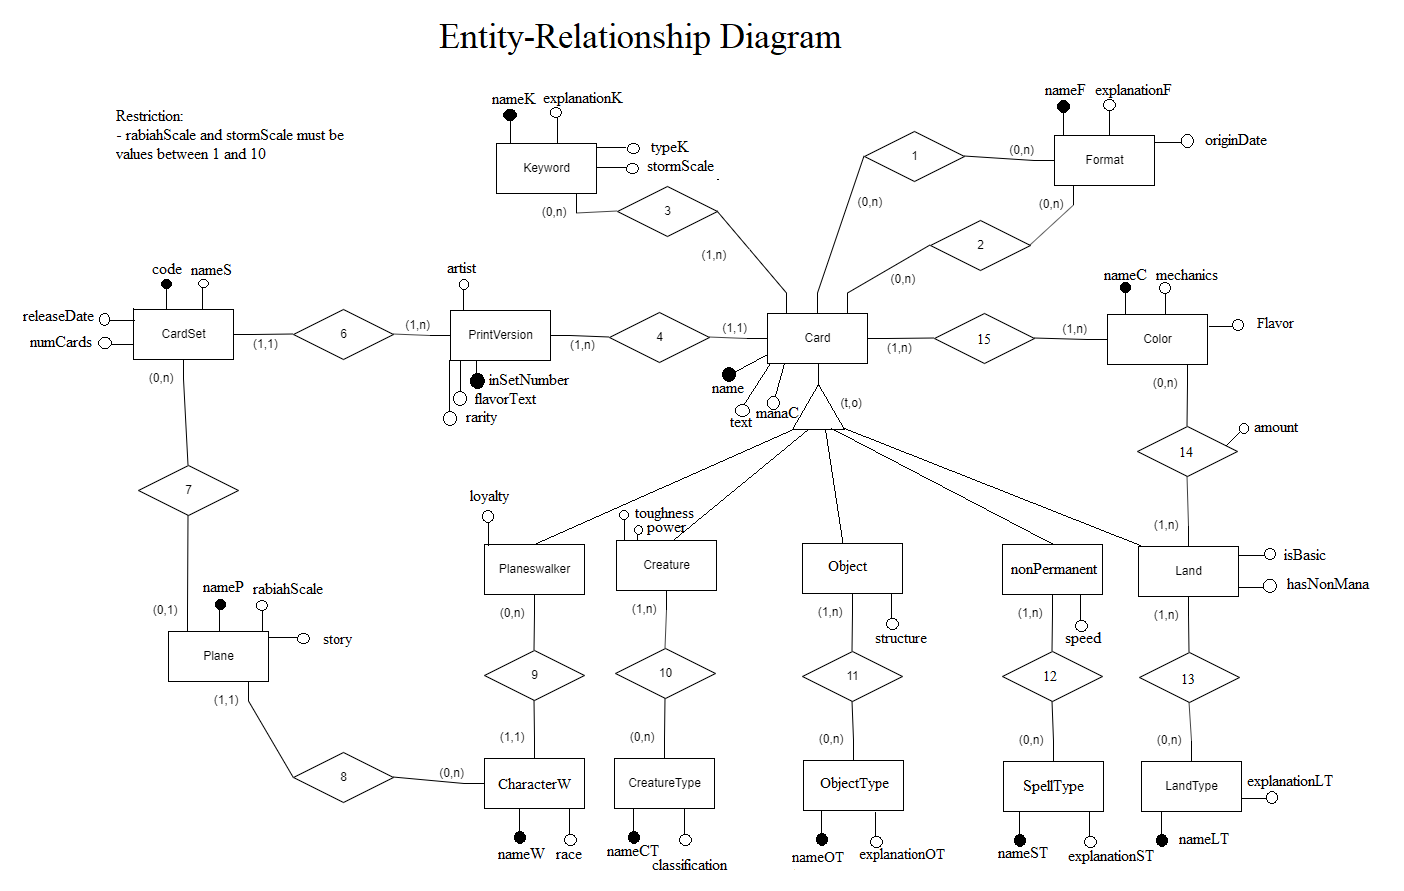 Entity-Relationship Diagram
Restriction:
- rabiahScale and stormScale must be
values between 1 and 10
nameK
explanationK
typeK
stormScale
Keyword
(0,n)
3
(1,n)
nameF
explanationF
originDate
Format
(0,n)
1
(0,n)
(0,n)
2
(0,n)
code
nameS
releaseDate
numCards
CardSet
(1,1)
6
(1,n)
artist
PrintVersion
inSetNumber
flavorText
rarity
(1,n)
4
(1,1)
Card
name
text
manaC
(t,o)
(1,n)
15
(1,n)
nameC
mechanics
Flavor
Color
(0,n)
14
amount
(1,n)
(0,n)
7
(0,1)
nameP
rabiahScale
story
Plane
(1,1)
8
(0,n)
loyalty
Planeswalker
(0,n)
9
(1,1)
CharacterW
nameW
race
toughness
power
Creature
(1,n)
10
(0,n)
CreatureType
nameCT
classification
Object
structure
(1,n)
11
(0,n)
ObjectType
nameOT
explanationOT
nonPermanent
speed
(1,n)
12
(0,n)
SpellType
nameST
explanationST
Land
isBasic
hasNonMana
(1,n)
13
(0,n)
LandType
explanationLT
nameLT